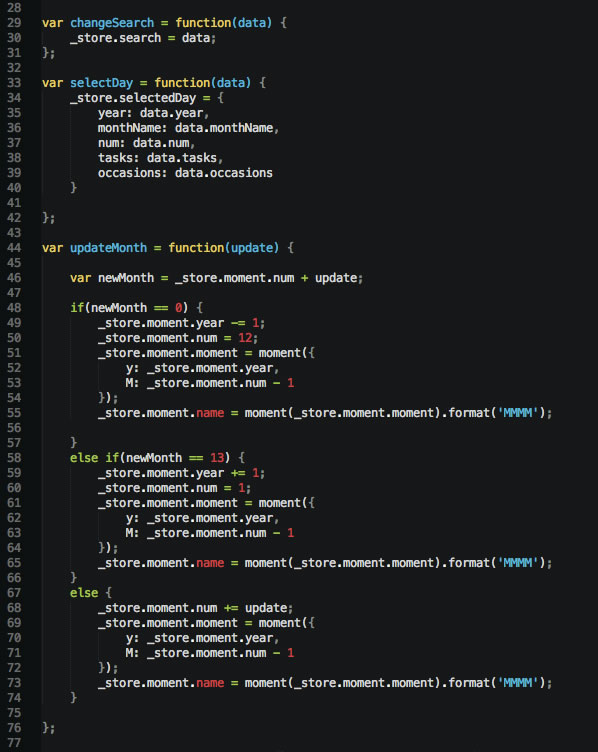 28
29 var changeSearch = function(data) {
30     _store.search = data;
31 };
32
33 var selectDay = function(data) {
34     _store.selectedDay = {
35         year: data.year,
36         monthName: data.monthName,
37         num: data.num,
38         tasks: data.tasks,
39         occasions: data.occasions
40     }
41
42 };
43
44 var updateMonth = function(update) {
45
46     var newMonth = _store.moment.num + update;
47
48     if(newMonth == 0) {
49         _store.moment.year -= 1;
50         _store.moment.num = 12;
51         _store.moment.moment = moment({
52             y: _store.moment.year,
53             M: _store.moment.num - 1
54         });
55         _store.moment.name = moment(_store.moment.moment).format('MMMM');
56
57     }
58     else if(newMonth == 13) {
59         _store.moment.year += 1;
60         _store.moment.num = 1;
61         _store.moment.moment = moment({
62             y: _store.moment.year,
63             M: _store.moment.num - 1
64         });
65         _store.moment.name = moment(_store.moment.moment).format('MMMM');
66     }
67     else {
68         _store.moment.num += update;
69         _store.moment.moment = moment({
70             y: _store.moment.year,
71             M: _store.moment.num - 1
72         });
73         _store.moment.name = moment(_store.moment.moment).format('MMMM');
74     }
75
76 };
77